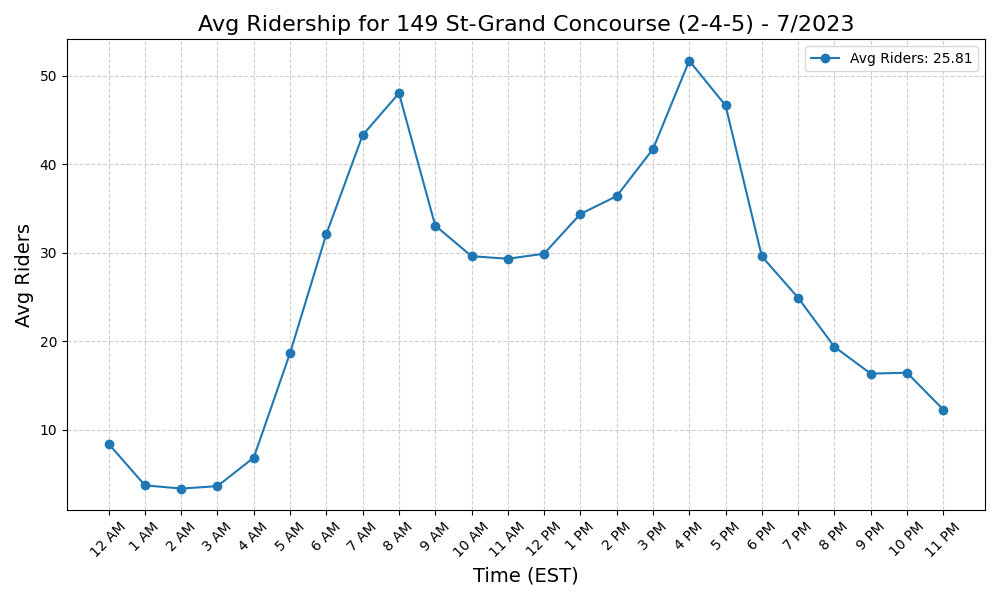 Avg Ridership for 149 St-Grand Concourse (2-4-5) - 7/2023
Avg Riders: 25.81
Avg Riders
50
40
30
20
10
12 AM
1 AM
2 AM
3 AM
4 AM
5 AM
6 AM
7 AM
8 AM
9 AM
10 AM
11 AM
12 PM
1 PM
2 PM
3 PM
4 PM
5 PM
6 PM
7 PM
8 PM
9 PM
10 PM
11 PM
Time (EST)